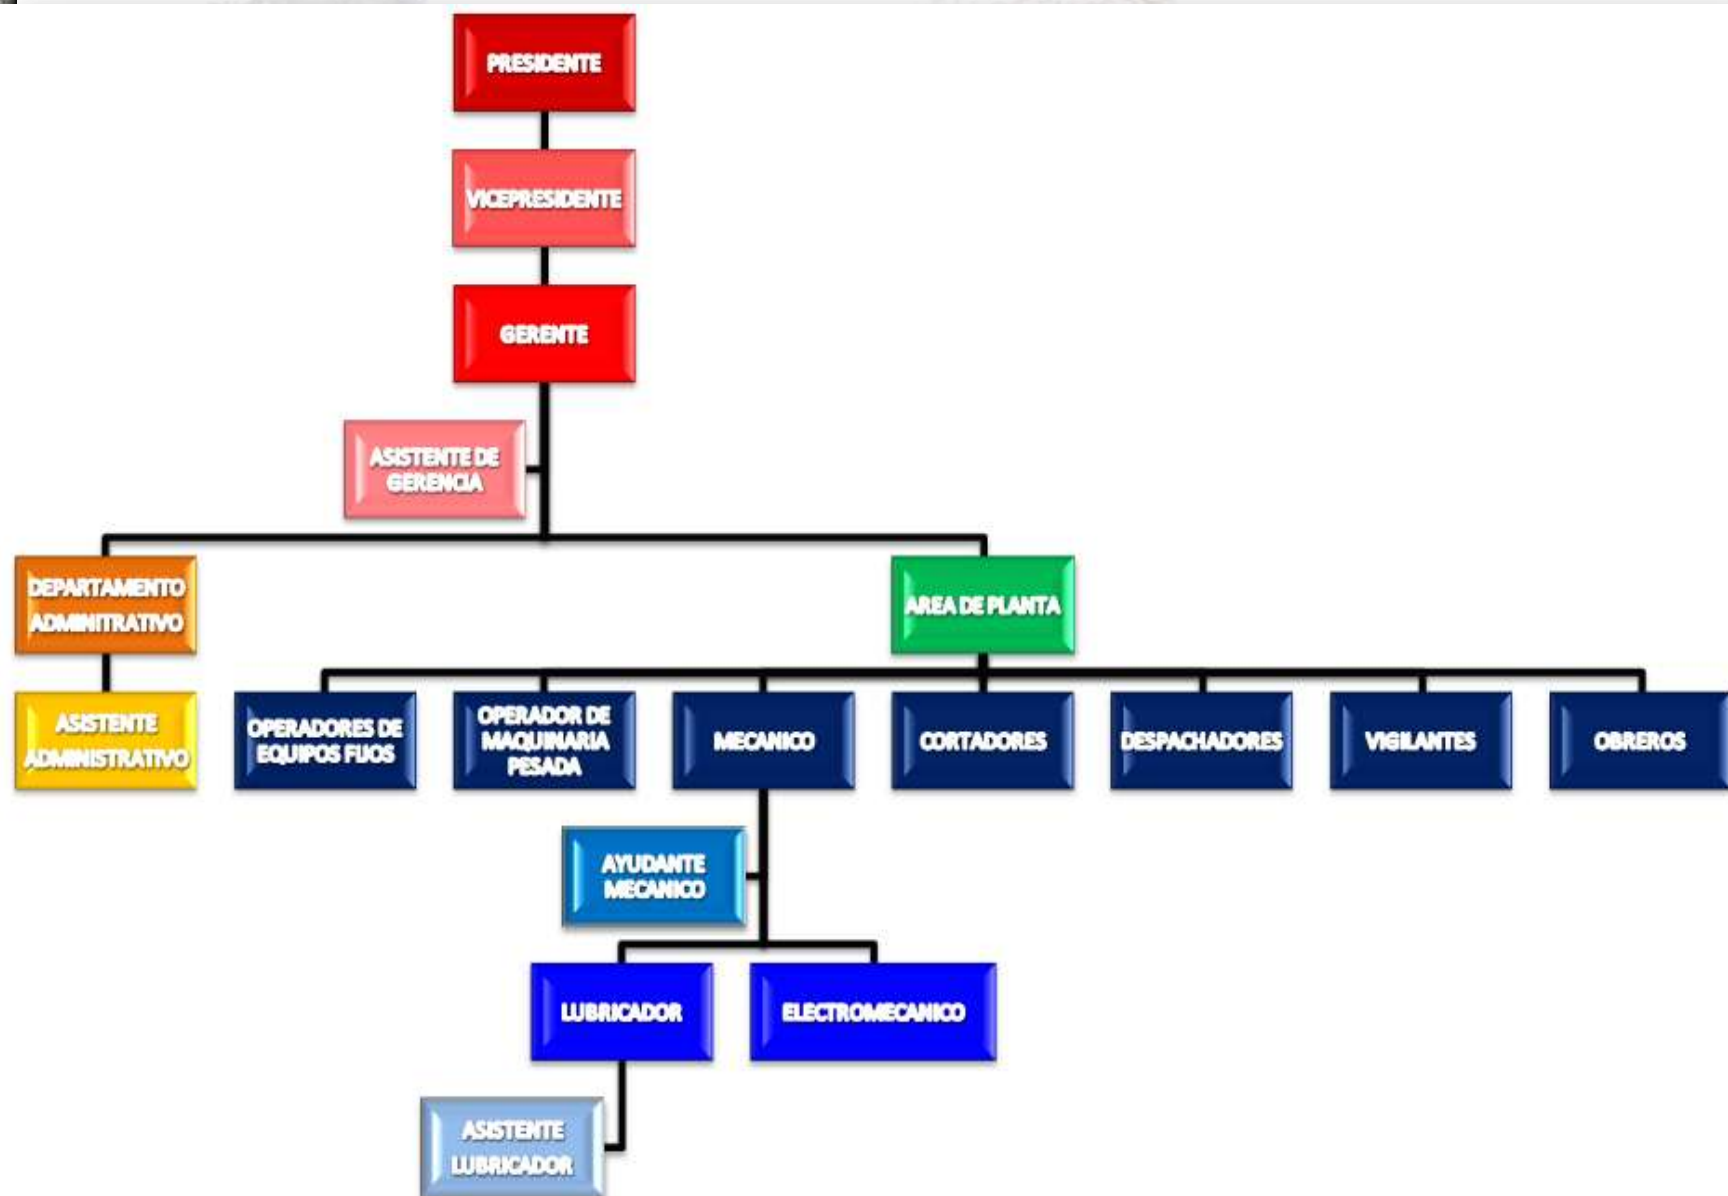 PRESIDENTE
VICEPRESIDENTE
GERENTE
ASISTENTE DE
GERENCIA
DEPARTAMENTO
ADMINITRATIVO
AREA DE PLANTA
ASISTENTE
ADMINISTRATIVO
OPERADORES DE
EQUIPOS FIJOS
OPERADOR DE
MAQUINARIA
PESADA
MECANICO
CORTADORES
DESPACHADORES
VIGILANTES
OBREROS
AYUDANTE
MECANICO
LUBRICADOR
ELECTROMECANICO
ASISTENTE
LUBRICADOR